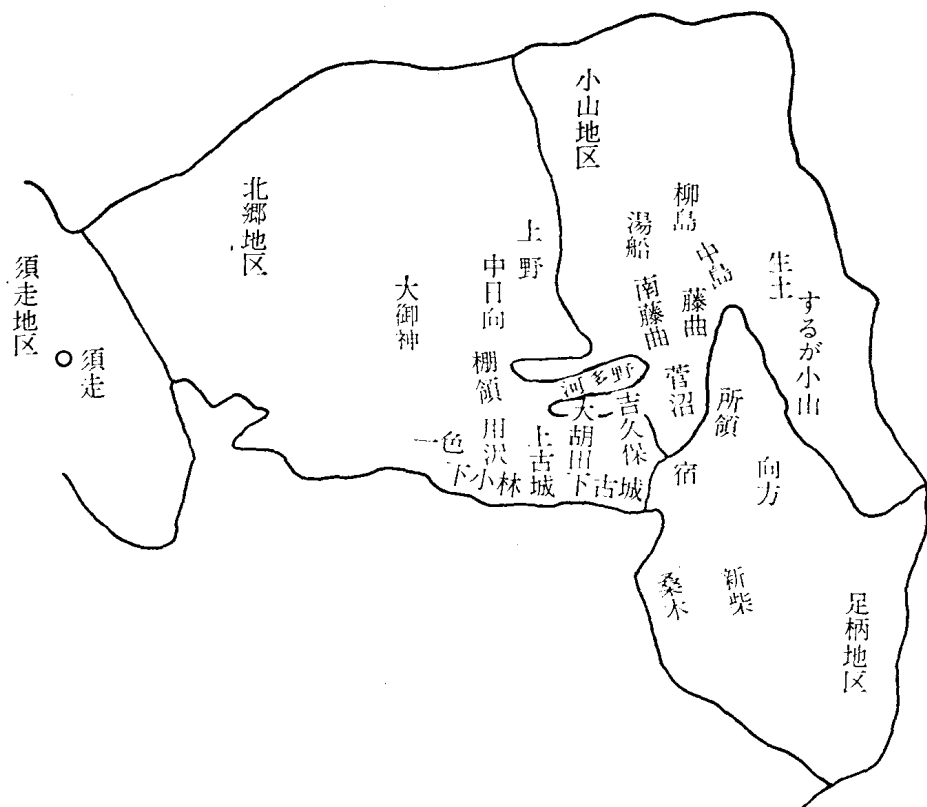 小山地区
柳島
湯船
中島
生土
するが小山
南藤曲
藤曲
菅沼
北郷地区
上野
中日向
大御神
棚頭
河多野
用沢
一色
下小林
上古城
大胡田
下古城
吉久保
須走地区
須走
所領
宿
向方
桑木
新柴
足柄地区